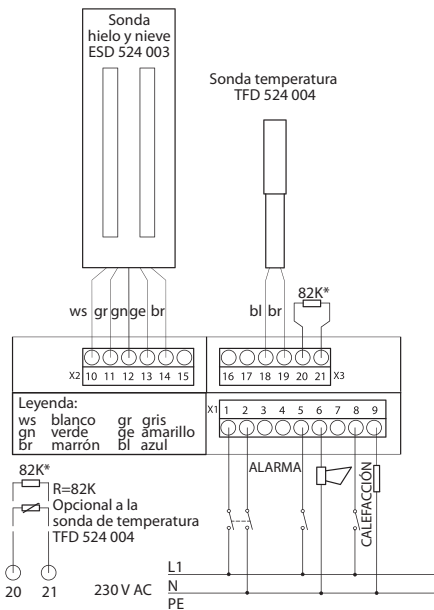 Sonda
hielo y nieve
ESD 524 003
Sonda temperatura
TFD 524 004
ws gr gn ge br
bl br
82K*
X2 10 11 12 13 14 15
16 17 18 19 20 21 X3
Leyenda:
ws blanco gr gris
gn verde ge amarillo
br marrón bl azul
X1 1 2 3 4 5 6 7 8 9
ALARMA
CALEFACCIÓN
82K*
R=82K
Opcional a la
sonda de temperatura
TFD 524 004
20 21
230 V AC
L1
N
PE